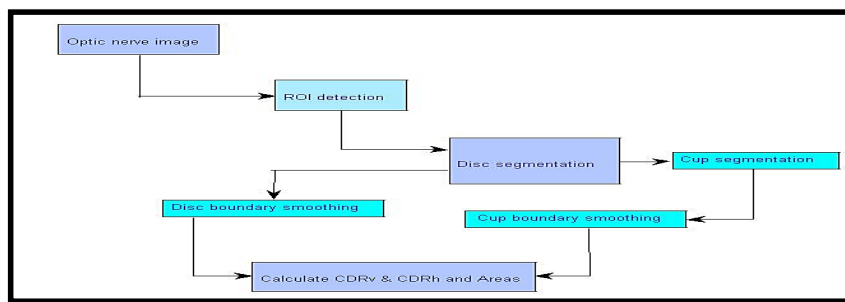 Optic nerve image
ROI detection
Disc segmentation
Cup segmentation
Disc boundary smoothing
Cup boundary smoothing
Calculate CDRv & CDRh and Areas